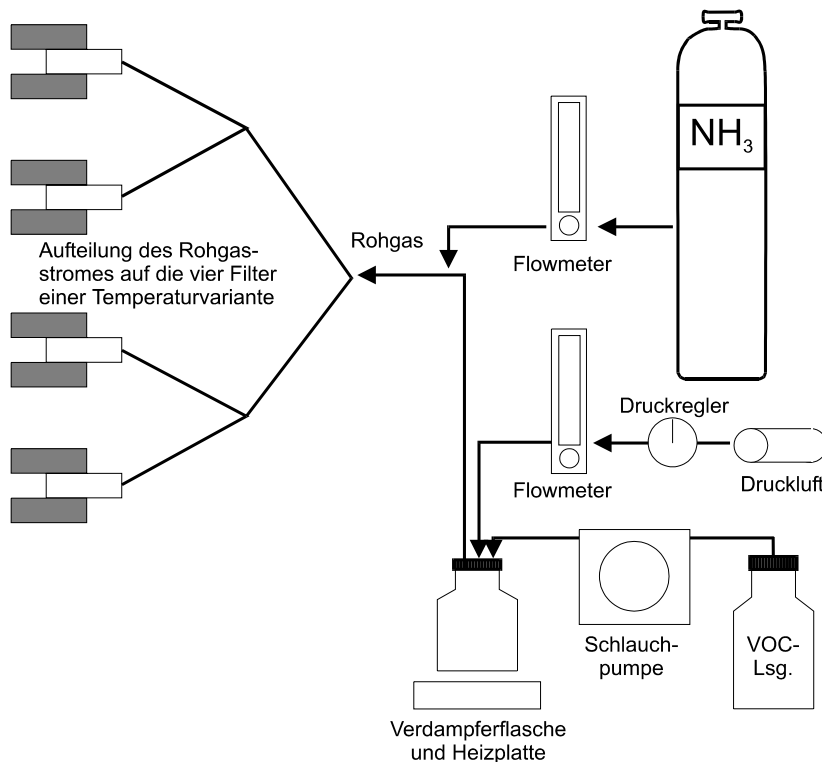 NH₃
Rohgas
Aufteilung des Rohgas-
stromes auf die vier Filter
einer Temperaturvariante
Flowmeter
Druckregler
Flowmeter
Druckluft
Schlauch-
pumpe
VOC-
Lsg.
Verdampferflasche
und Heizplatte